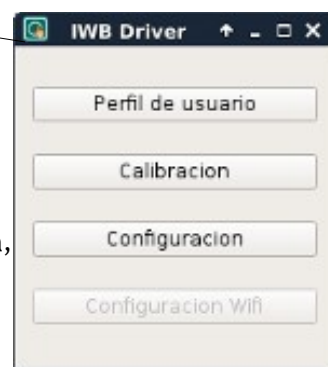 IWB Driver
Perfil de usuario
Calibracion
,
Configuracion
Configuracion Wifi